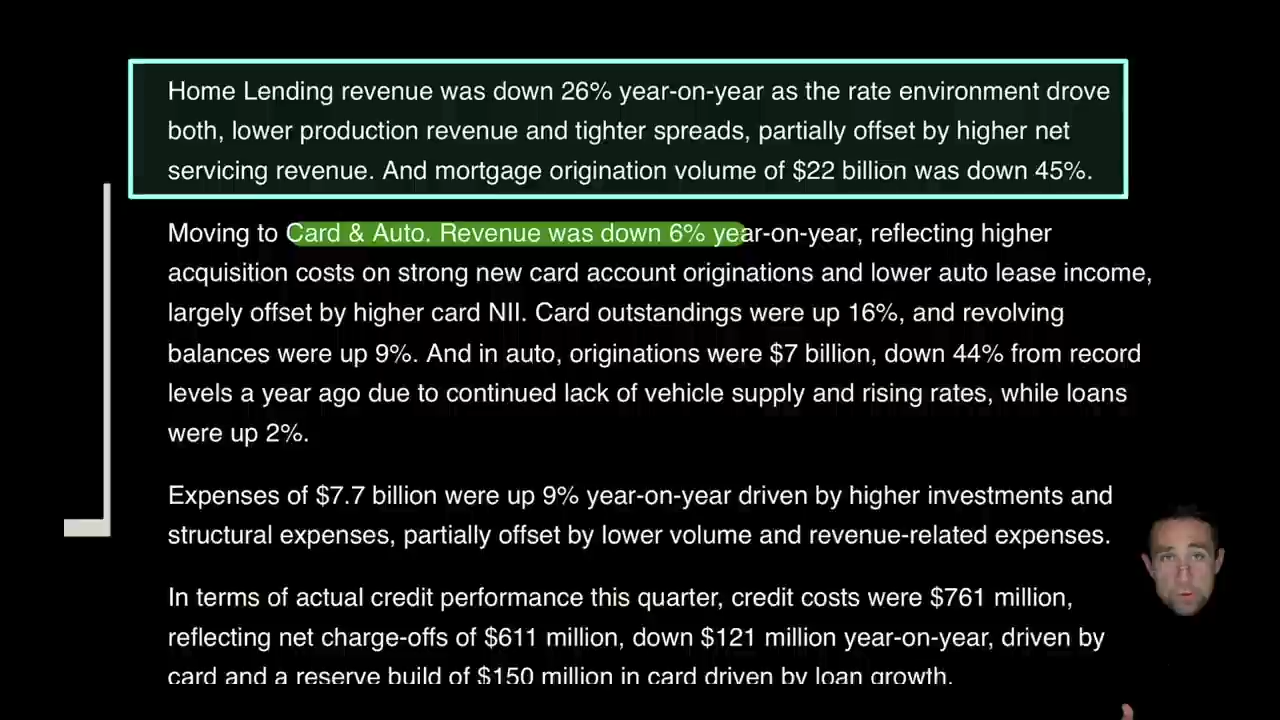 Home Lending revenue was down 26% year-on-year as the rate environment drove
both, lower production revenue and tighter spreads, partially offset by higher net
servicing revenue. And mortgage origination volume of $22 billion was down 45%.
Moving to Card & Auto. Revenue was down 6% year-on-year, reflecting higher
acquisition costs on strong new card account originations and lower auto lease income,
largely offset by higher card NII. Card outstandings were up 16%, and revolving
balances were up 9%. And in auto, originations were $7 billion, down 44% from record
levels a year ago due to continued lack of vehicle supply and rising rates, while loans
were up 2%.
Expenses of $7.7 billion were up 9% year-on-year driven by higher investments and
structural expenses, partially offset by lower volume and revenue-related expenses.
In terms of actual credit performance this quarter, credit costs were $761 million,
reflecting net charge-offs of $611 million, down $121 million year-on-year, driven by
card and a reserve build of $150 million in card driven by loan growth.